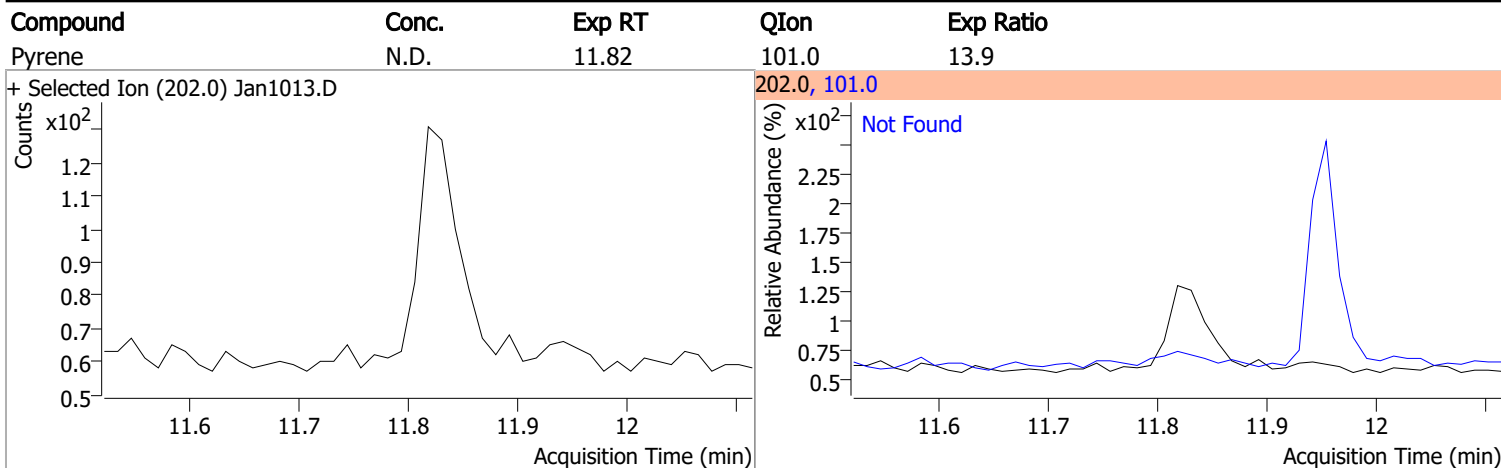 Compound Conc. Exp RT QIon Exp Ratio
Pyrene N.D. 11.82 101.0 13.9
+ Selected Ion (202.0) Jan1013.D
Counts
x10²
1.2
1.1
1
0.9
0.8
0.7
0.6
0.5
11.6 11.7 11.8 11.9 12
Acquisition Time (min)
202.0, 101.0
Relative Abundance (%)
x10²
Not Found
2.25
2
1.75
1.5
1.25
1
0.75
0.5
11.6 11.7 11.8 11.9 12
Acquisition Time (min)